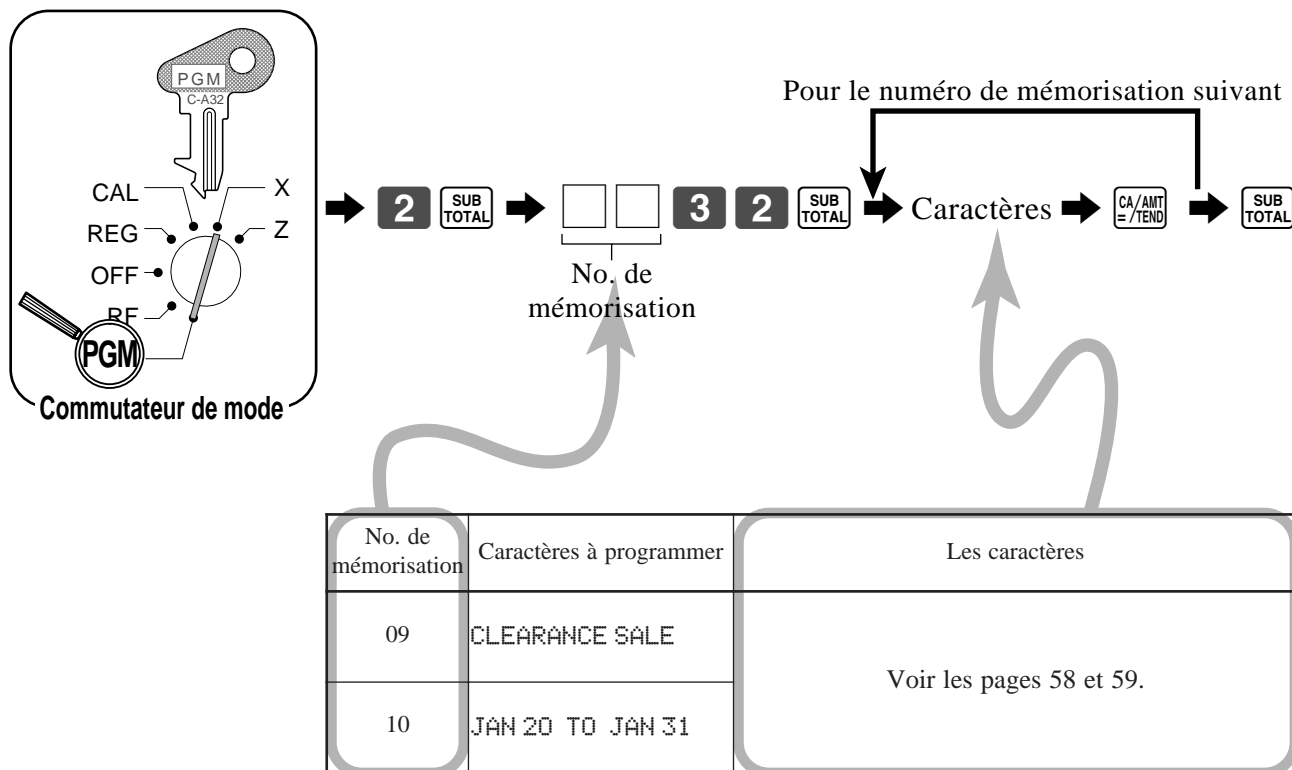 PGM
C-A32
Pour le numéro de mémorisation suivant
CAL
X
REG
Z
OFF
RF
PGM
Commutateur de mode
2 SUB TOTAL 3 2 SUB TOTAL Caractères CA/AMT = /TEND SUB TOTAL
No. de
mémorisation
No. de mémorisation Caractères à programmer Les caractères
09 CLEARANCE SALE
Voir les pages 58 et 59.
10 JAN 20 TO JAN 31